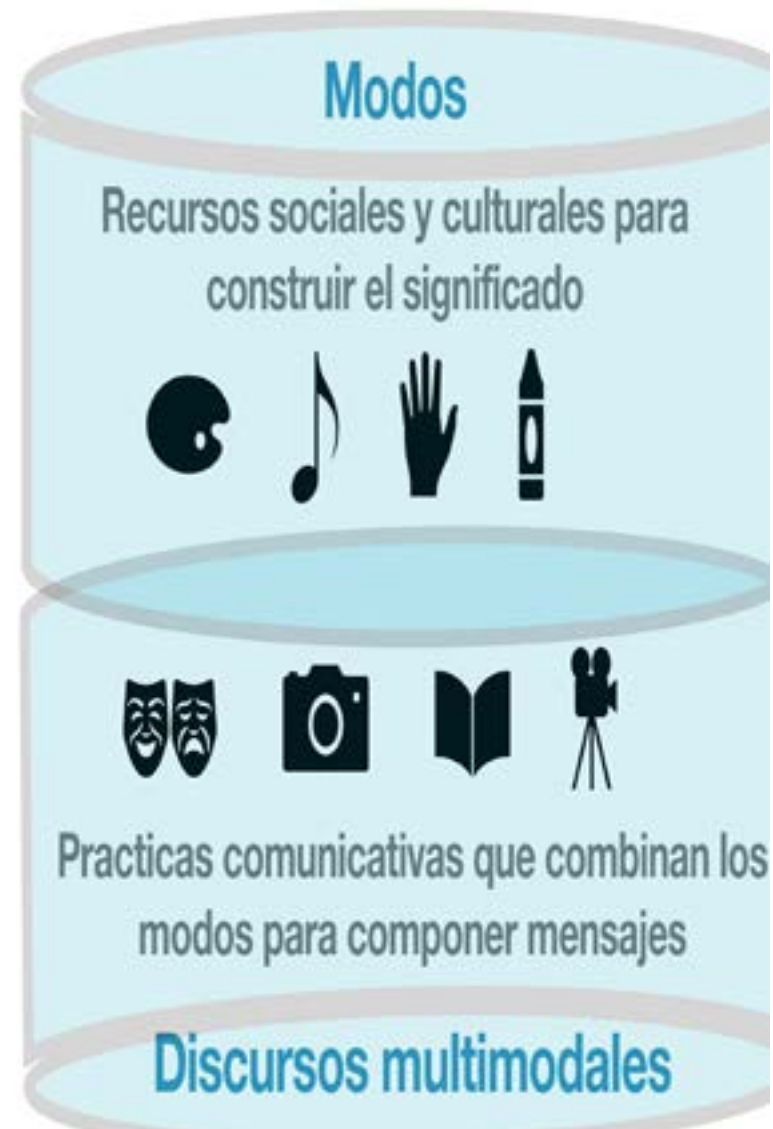 Modos
Recursos sociales y culturales para
construir el significado
Practicas comunicativas que combinan los
modos para componer mensajes
Discursos multimodales